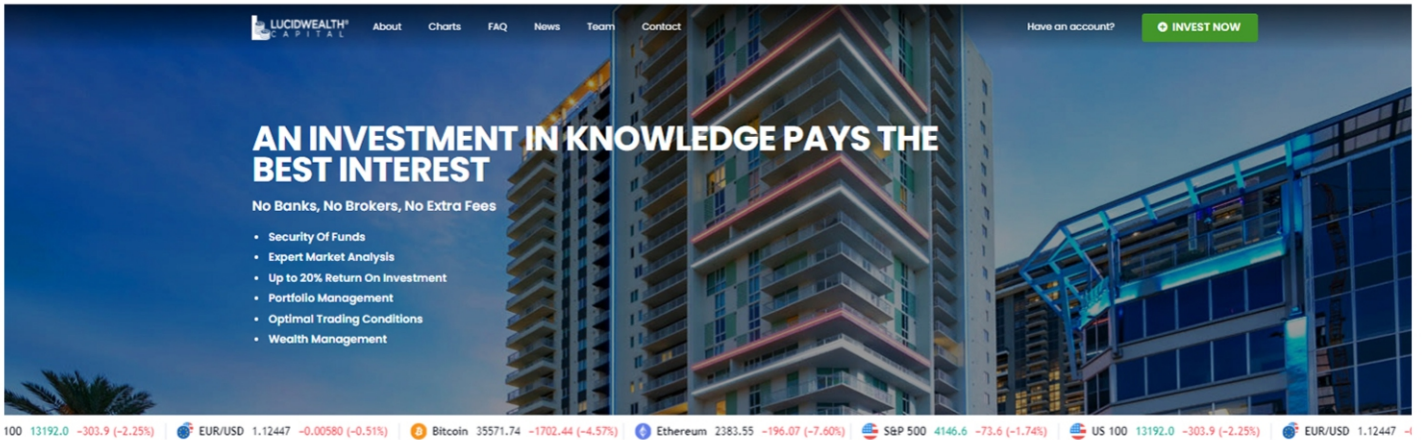 LUCIDWEALTH®
CAPITAL
About Charts FAQ News Team Contact
Have an account?
INVEST NOW
AN INVESTMENT IN KNOWLEDGE PAYS THE
BEST INTEREST
No Banks, No Brokers, No Extra Fees
• Security Of Funds
• Expert Market Analysis
• Up to 20% Return On Investment
• Portfolio Management
• Optimal Trading Conditions
• Wealth Management
100 13192.0 -303.9 (-2.25%) EUR/USD 1.12447 -0.00580 (-0.51%) Bitcoin 35571.74 -1702.44 (-4.57%) Ethereum 2383.55 -196.07 (-7.60%) S&P 500 4146.6 -73.6 (-1.74%) US 100 13192.0 -303.9 (-2.25%) EUR/USD 1.12447